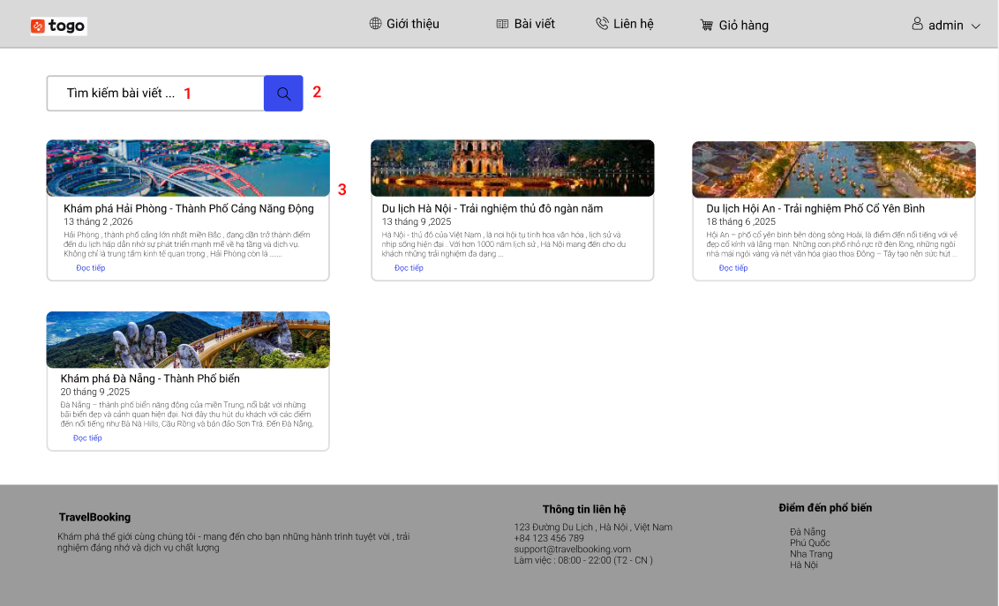 togo
Giới thiệu
Bài viết
Liên hệ
Giỏ hàng
admin
Tìm kiếm bài viết ... 1
2
3
Khám phá Hải Phòng - Thành Phố Cảng Năng Động
13 tháng 2 ,2026
Hải Phòng , thành phố cảng lớn nhất miền Bắc , đang dần trở thành điểm
đến du lịch hấp dẫn nhờ sự phát triển mạnh mẽ về hạ tầng và dịch vụ.
Không chỉ là trung tâm kinh tế quan trọng , Hải Phòng còn là .......
Đọc tiếp
Du lịch Hà Nội - Trải nghiệm thủ đô ngàn năm
13 tháng 9 ,2025
Hà Nội - thủ đô của Việt Nam , là nơi hội tụ tinh hoa văn hóa , lịch sử và
nhịp sống hiện đại . Với hơn 1000 năm lịch sử , Hà Nội mang đến cho du
khách những trải nghiệm đa dạng ...
Đọc tiếp
Du lịch Hội An - Trải nghiệm Phố Cổ Yên Bình
18 tháng 6 ,2025
Hội An – phố cổ yên bình bên dòng sông Hoài, là điểm đến nổi tiếng với vẻ
đẹp cổ kính và lãng mạn. Những con phố nhỏ rực rỡ đèn lồng, những ngôi
nhà mái ngói vàng và nét văn hóa giao thoa Đông – Tây tạo nên sức hút ...
Đọc tiếp
Khám phá Đà Nẵng - Thành Phố biển
20 tháng 9 ,2025
Đà Nẵng – thành phố biển năng động của miền Trung, nổi bật với những
bãi biển đẹp và cảnh quan hiện đại. Nơi đây thu hút du khách với các điểm
đến nổi tiếng như Bà Nà Hills, Cầu Rồng và bán đảo Sơn Trà. Đến Đà Nẵng,
Đọc tiếp
TravelBooking
Khám phá thế giới cùng chúng tôi - mang đến cho bạn những hành trình tuyệt vời , trải
nghiệm đáng nhớ và dịch vụ chất lượng
Thông tin liên hệ
123 Đường Du Lịch , Hà Nội , Việt Nam
+84 123 456 789
support@travelbooking.vom
Làm việc : 08:00 - 22:00 (T2 - CN )
Điểm đến phổ biến
Đà Nẵng
Phú Quốc
Nha Trang
Hà Nội